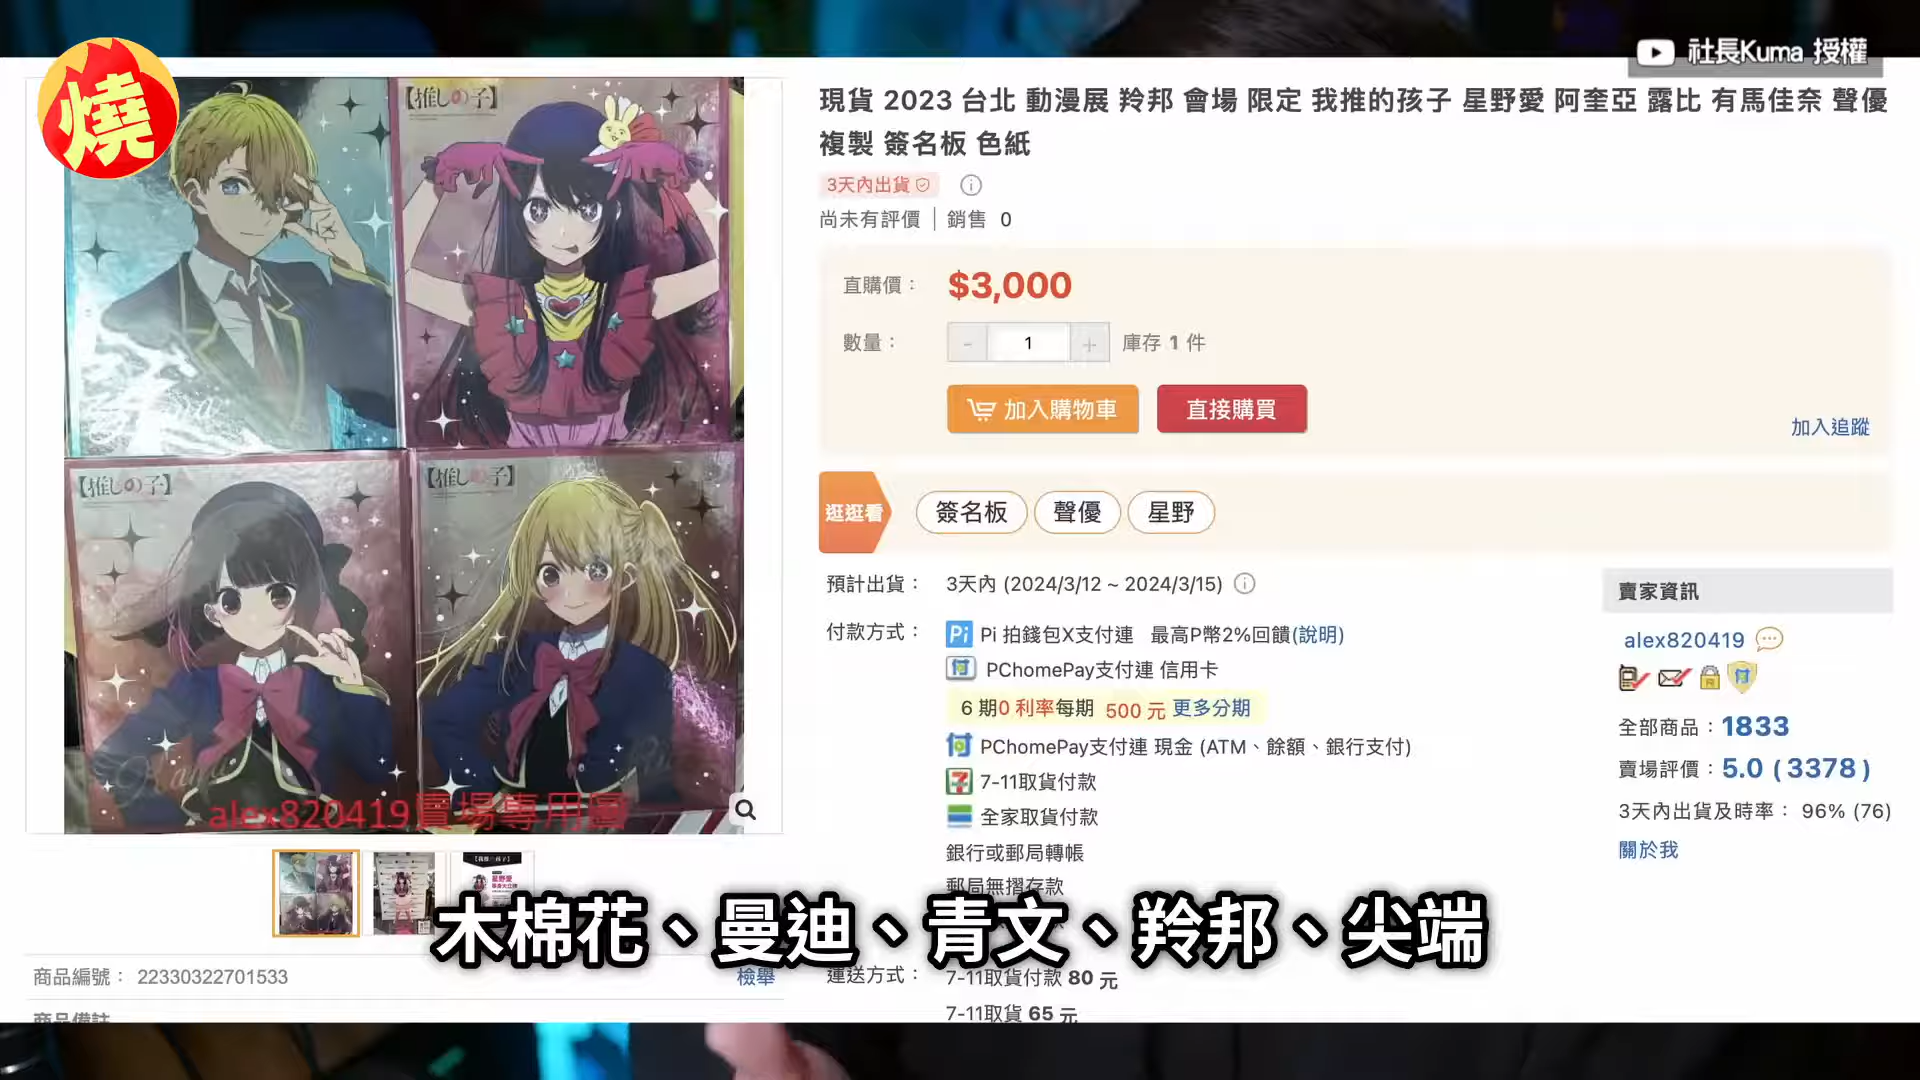 社長Kuma 授權
燒
【推しの子】
【推しの子】
【推しの子】
alex820419賣場專用圖
現貨 2023 台北 動漫展 羚邦 會場 限定 我推的孩子 星野愛 阿奎亞 露比 有馬佳奈 聲優
複製 簽名板 色紙
3天內出貨
尚未有評價 │ 銷售 0
直購價：
$3,000
數量：
- 1 + 庫存 1 件
加入購物車
直接購買
加入追蹤
逛逛看
簽名板
聲優
星野
預計出貨： 3天內 (2024/3/12 ~ 2024/3/15)
付款方式： Pi Pi 拍錢包X支付連 最高P幣2%回饋(說明)
PChomePay支付連 信用卡
6 期0 利率每期 500 元 更多分期
PChomePay支付連 現金 (ATM、餘額、銀行支付)
7-11取貨付款
全家取貨付款
銀行或郵局轉帳
郵局無摺存款
運送方式： 7-11取貨付款 80 元
7-11取貨 65 元
賣家資訊
alex820419
全部商品：1833
賣場評價：5.0 ( 3378 )
3天內出貨及時率： 96% (76)
關於我
商品編號： 22330322701533
檢舉
商品備註
木棉花、曼迪、青文、羚邦、尖端